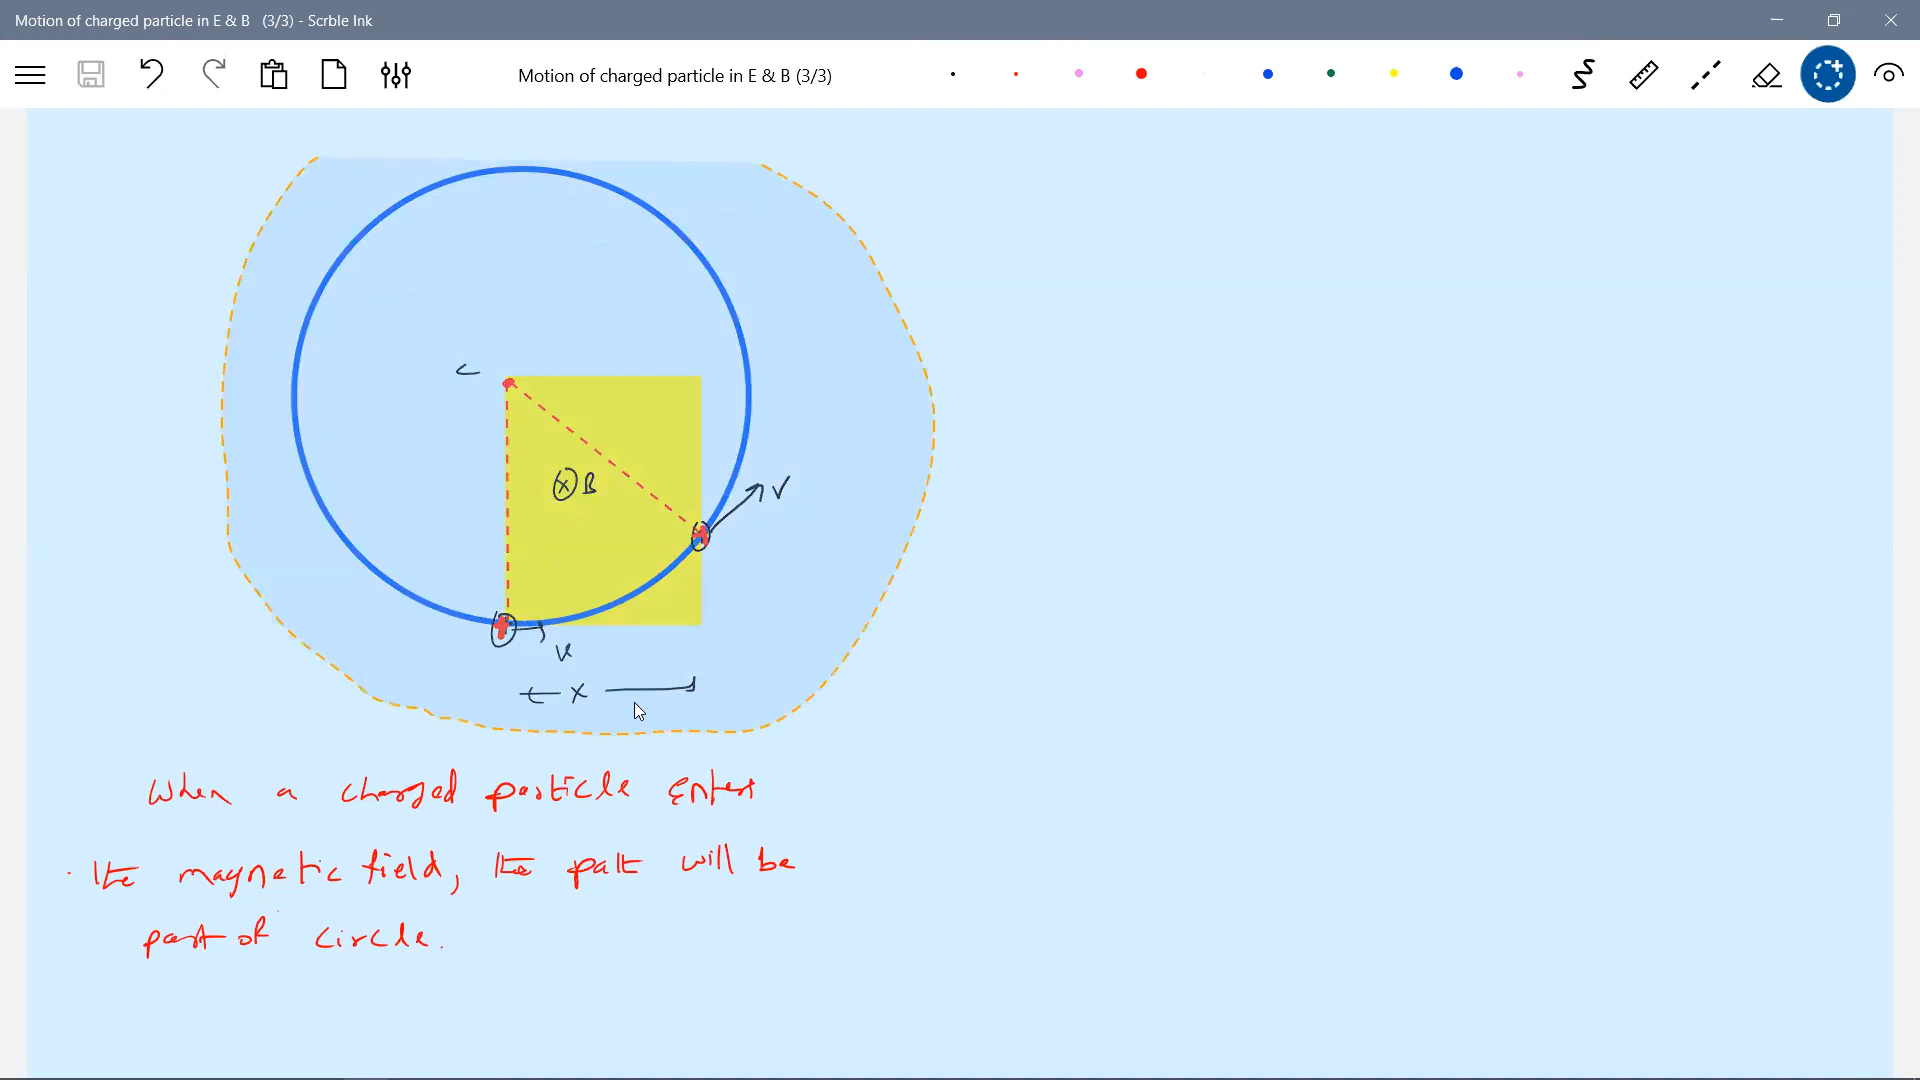 Motion of charged particle in E & B (3/3) - Scrble Ink
Motion of charged particle in E & B (3/3)
C
⊗ B
V
V
x
When a charged particle enters
the magnetic field, the path will be
part of circle.